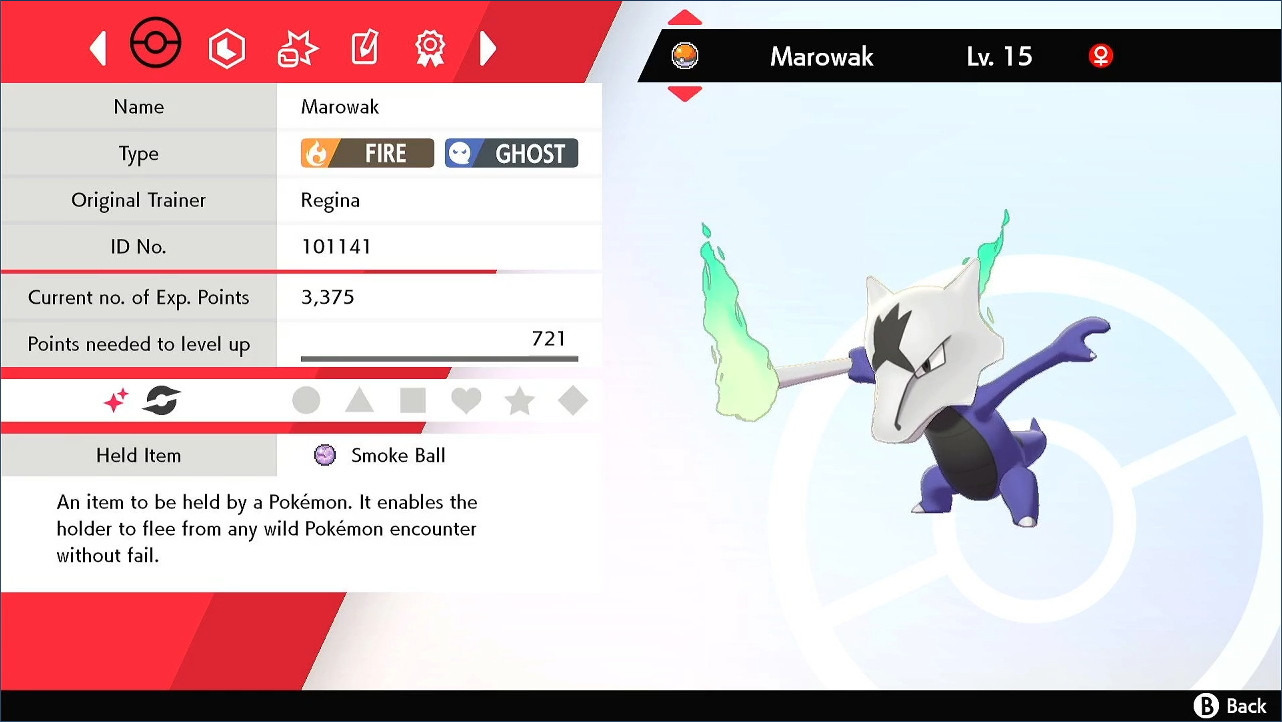 Marowak Lv. 15 ♀
Name Marowak
Type FIRE GHOST
Original Trainer Regina
ID No. 101141
Current no. of Exp. Points 3,375
Points needed to level up 721
Held Item Smoke Ball
An item to be held by a Pokémon. It enables the
holder to flee from any wild Pokémon encounter
without fail.
B Back